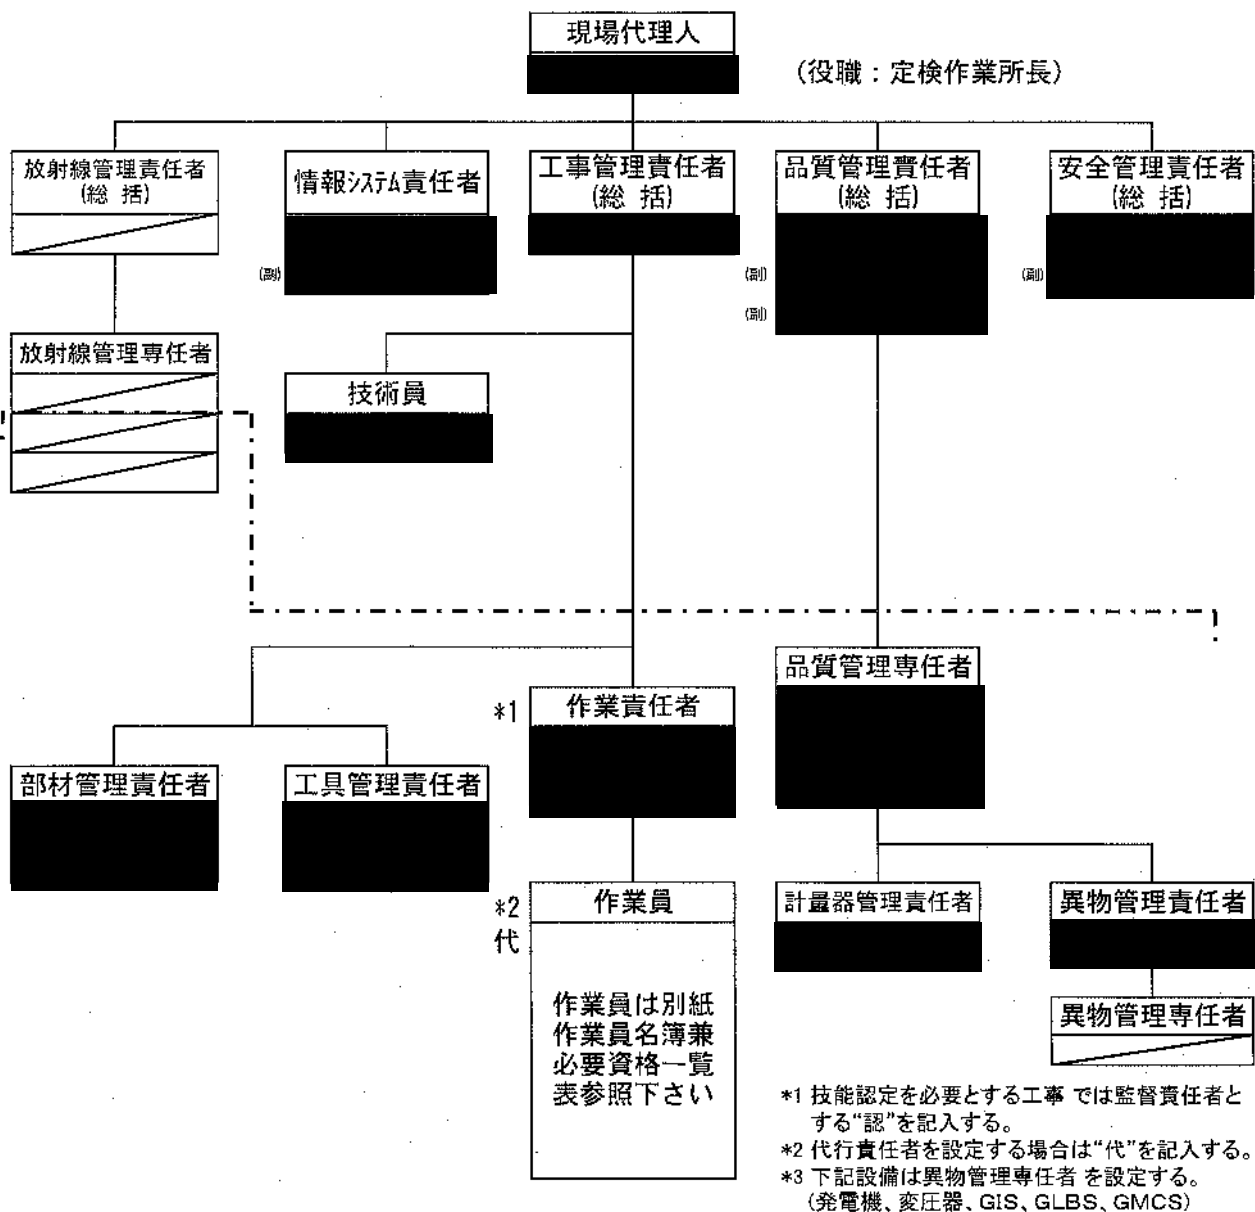 現場代理人
(役職：定検作業所長)
放射線管理責任者
(総 括)
情報システム責任者
(副)
工事管理責任者
(総 括)
品質管理責任者
(総 括)
(副)
(副)
安全管理責任者
(総 括)
(副)
放射線管理専任者
技術員
品質管理専任者
*1
作業責任者
部材管理責任者
工具管理責任者
*2
代
作業員
作業員は別紙
作業員名簿兼
必要資格一覧
表参照下さい
計量器管理責任者
異物管理責任者
異物管理専任者
*1 技能認定を必要とする工事 では監督責任者と
する“認”を記入する。
*2 代行責任者を設定する場合は“代”を記入する。
*3 下記設備は異物管理専任者 を設定する。
(発電機、変圧器、GIS、GLBS、GMCS)